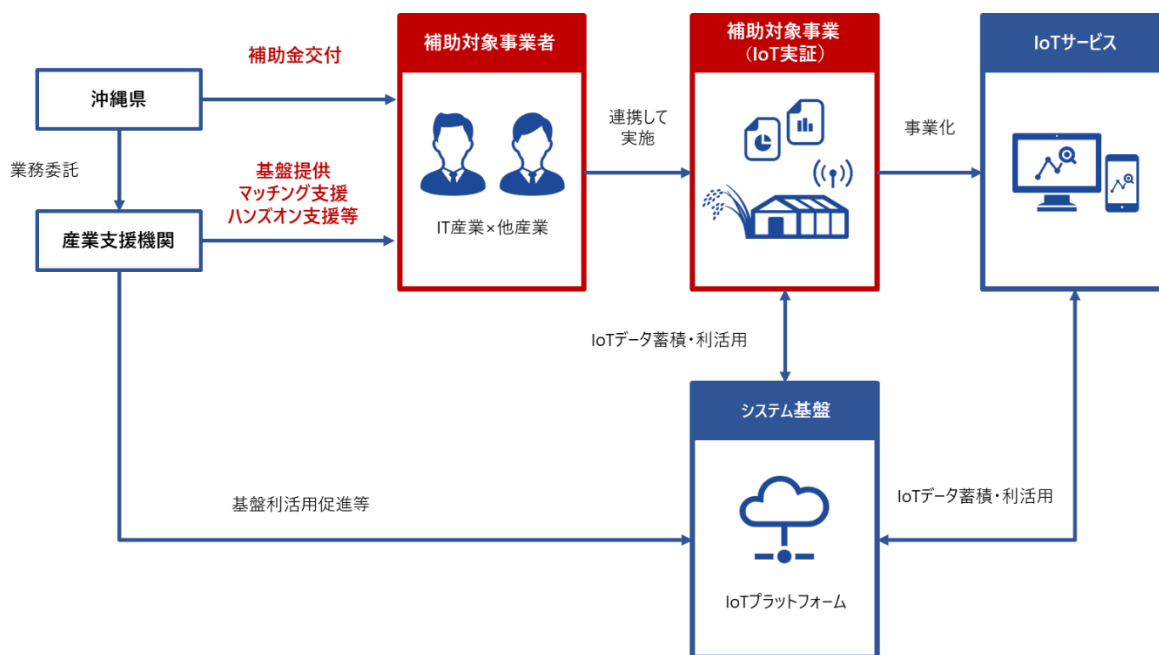 補助金交付
補助対象事業者
補助対象事業
（IoT実証）
IoTサービス
沖縄県
連携して
実施
事業化
業務委託
基盤提供
マッチング支援
ハンズオン支援等
産業支援機関
IT産業×他産業
IoTデータ蓄積・利活用
システム基盤
基盤利活用促進等
IoTデータ蓄積・利活用
IoTプラットフォーム